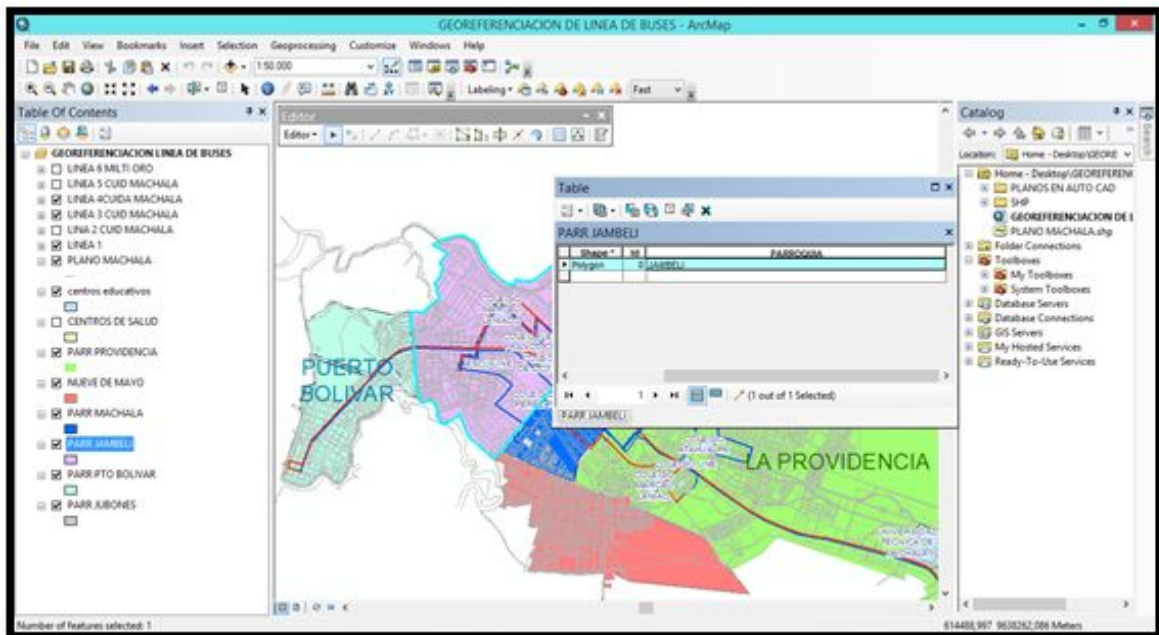 GEOREFERENCIACION DE LINEA DE BUSES - ArcMap
File Edit View Bookmarks Insert Selection Geoprocessing Customize Windows Help
1:50.000
Labeling Fast
Table Of Contents
GEOREFERENCIACION LINEA DE BUSES
LINEA 6 MILTI ORO
LINEA 5 CUID MACHALA
LINEA 4CUIDA MACHALA
LINEA 3 CUID MACHALA
LINA 2 CUID MACHALA
LINEA 1
PLANO MACHALA
centros educativos
CENTROS DE SALUD
PARR PROVIDENCIA
NUEVE DE MAYO
PARR MACHALA
PARR JAMBELI
PARR PTO BOLIVAR
PARR JUBONES
Editor
Editor
PUERTO
BOLIVAR
LA PROVIDENCIA
Table
PARR JAMBELI
Shape * Id PARROQUIA
Polygon 0 JAMBELI
1 (1 out of 1 Selected)
PARR JAMBELI
Catalog
Location: Home - Desktop\GEORE
Home - Desktop\GEOREFEREN
PLANOS EN AUTO CAD
SHP
GEOREFERENCIACION DE L
PLANO MACHALA.shp
Folder Connections
Toolboxes
My Toolboxes
System Toolboxes
Database Servers
Database Connections
GIS Servers
My Hosted Services
Ready-To-Use Services
Search
Number of features selected: 1
614488,997 9638262,086 Meters